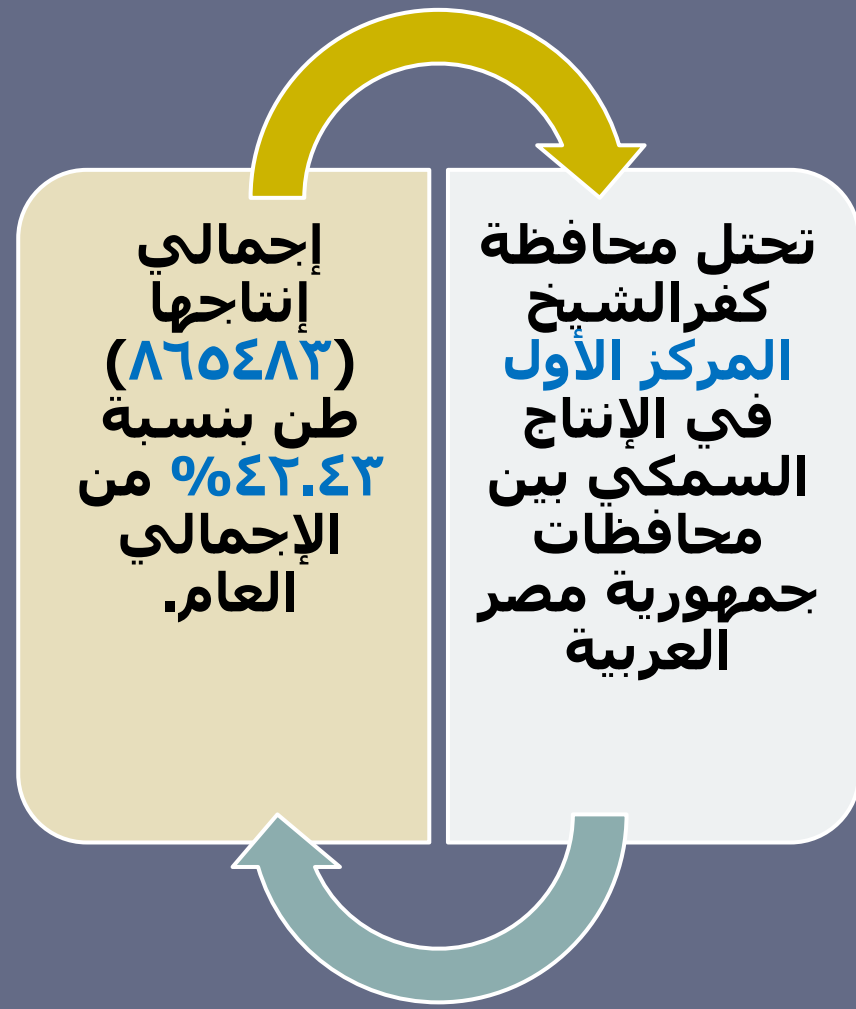 تحتل محافظة
كفرالشيخ
المركز الأول
في الإنتاج
السمكي بين
محافظات
جمهورية مصر
العربية
إجمالي
إنتاجها
(٨٦٥٤٨٣)
طن بنسبة
٤٢.٤٣% من
الإجمالي
العام.